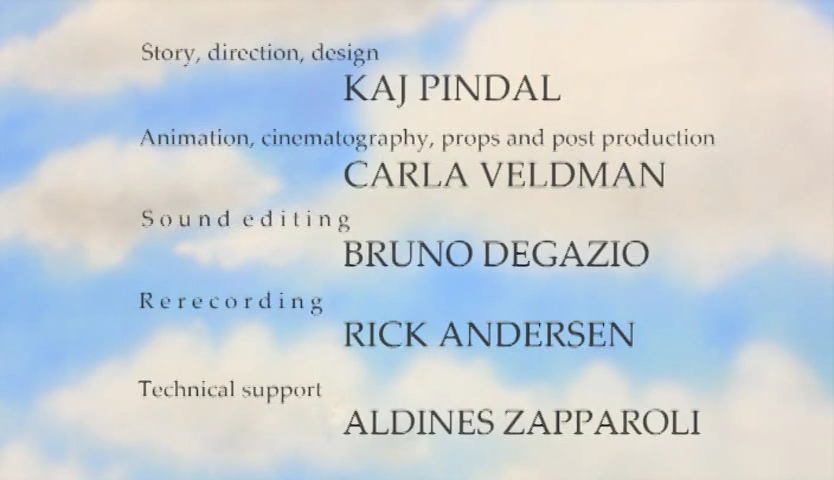 Story, direction, design
KAJ PINDAL
Animation, cinematography, props and post production
CARLA VELDMAN
Sound editing
BRUNO DEGAZIO
Rerecording
RICK ANDERSEN
Technical support
ALDINES ZAPPAROLI